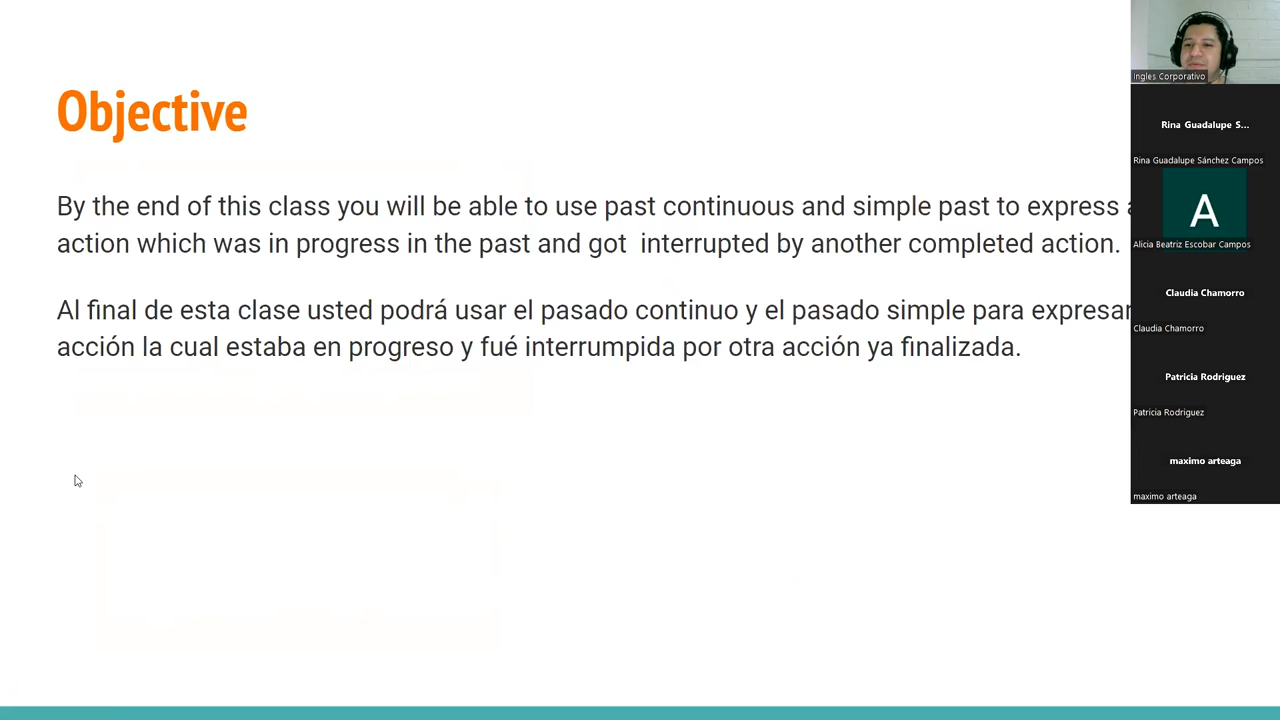 Objective
By the end of this class you will be able to use past continuous and simple past to express
action which was in progress in the past and got interrupted by another completed action.
Al final de esta clase usted podrá usar el pasado continuo y el pasado simple para expresar
acción la cual estaba en progreso y fué interrumpida por otra acción ya finalizada.
Ingles Corporativo
Rina Guadalupe S...
Rina Guadalupe Sánchez Campos
A
Alicia Beatriz Escobar Campos
Claudia Chamorro
Claudia Chamorro
Patricia Rodriguez
Patricia Rodriguez
maximo arteaga
maximo arteaga